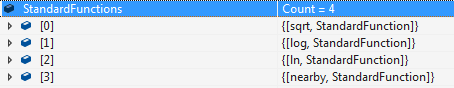 StandardFunctions Count = 4
[0] {[sqrt, StandardFunction]}
[1] {[log, StandardFunction]}
[2] {[ln, StandardFunction]}
[3] {[nearby, StandardFunction]}